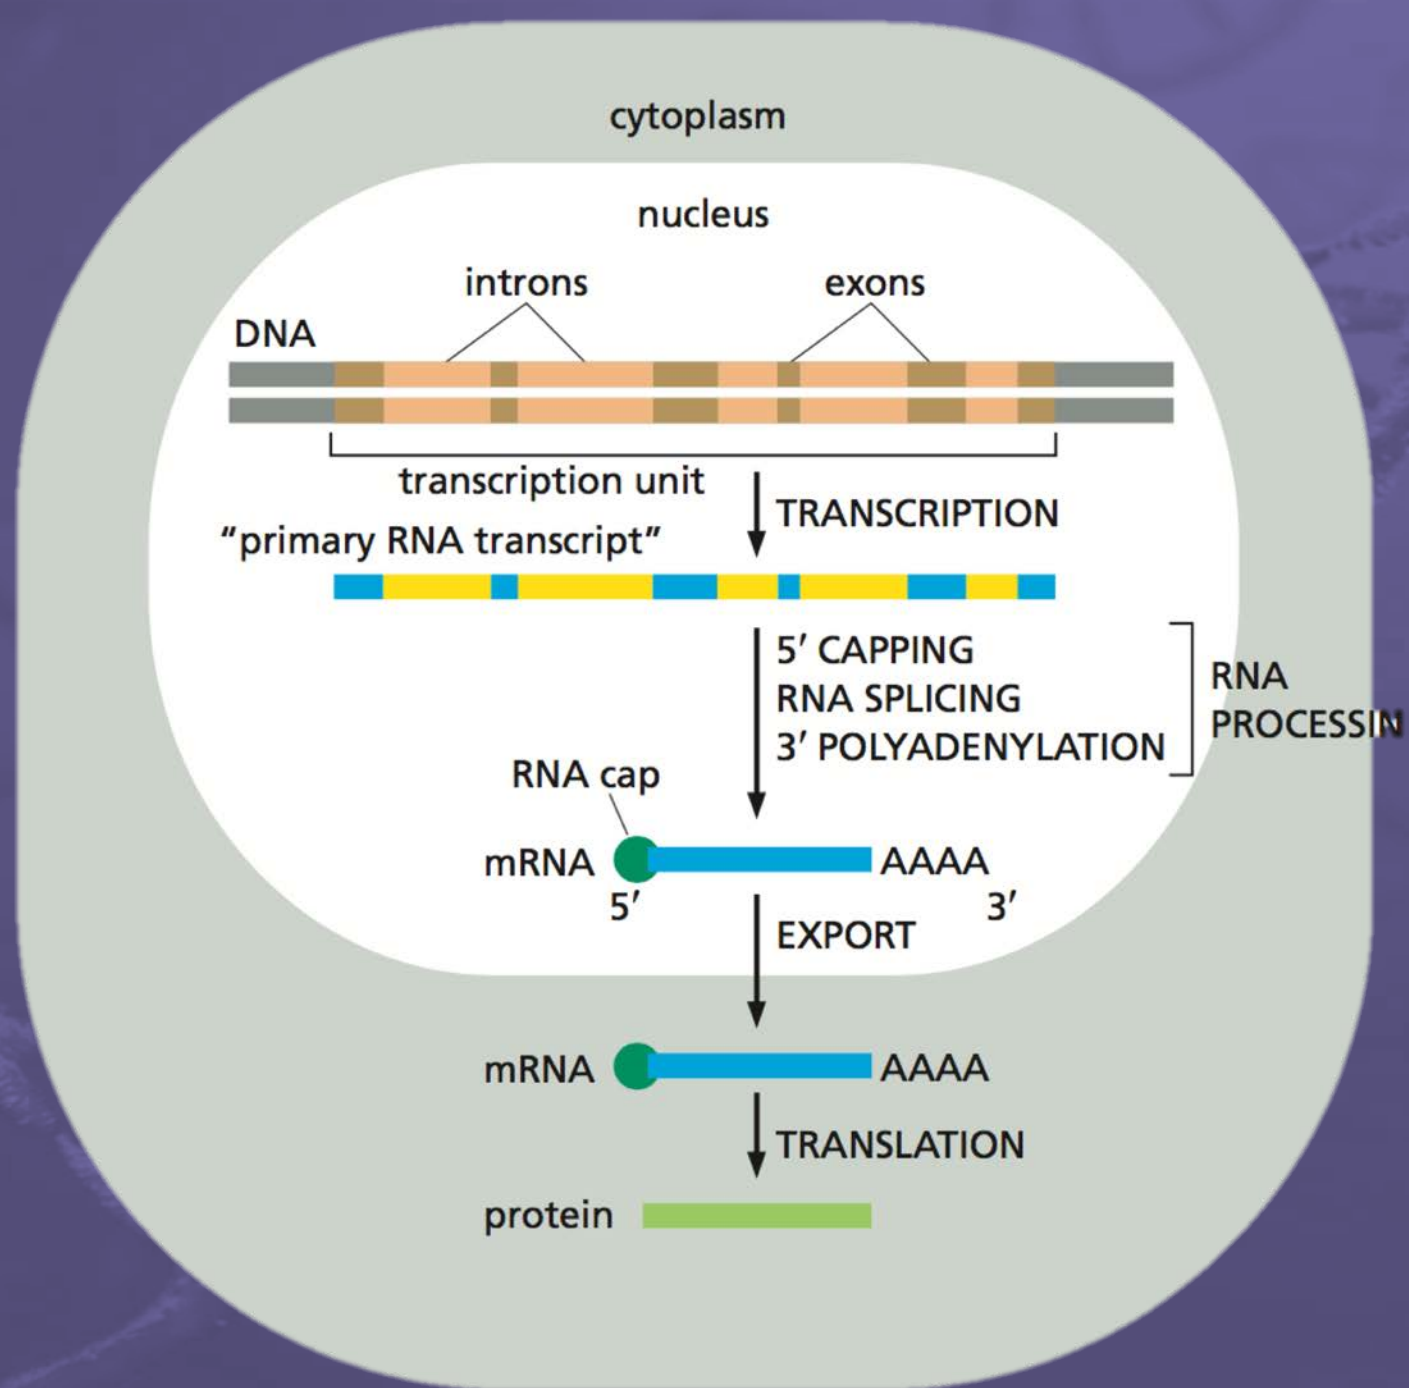 cytoplasm
nucleus
introns
exons
DNA
transcription unit
TRANSCRIPTION
“primary RNA transcript”
5′ CAPPING
RNA SPLICING
3′ POLYADENYLATION
RNA
PROCESSIN
RNA cap
mRNA
AAAA
5′
3′
EXPORT
mRNA
AAAA
TRANSLATION
protein